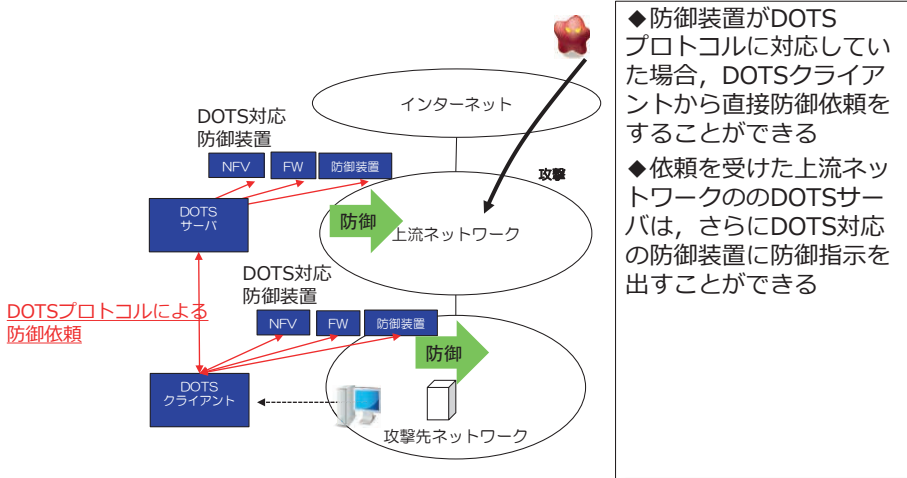 インターネット
DOTS対応
防御装置
NFV
FW
防御装置
攻撃
DOTS
サーバ
防御
上流ネットワーク
DOTS対応
防御装置
DOTSプロトコルによる
防御依頼
NFV
FW
防御装置
防御
DOTS
クライアント
攻撃先ネットワーク
◆防御装置がDOTS
プロトコルに対応してい
た場合，DOTSクライア
ントから直接防御依頼を
することができる
◆依頼を受けた上流ネッ
トワークののDOTSサー
バは，さらにDOTS対応
の防御装置に防御指示を
出すことができる